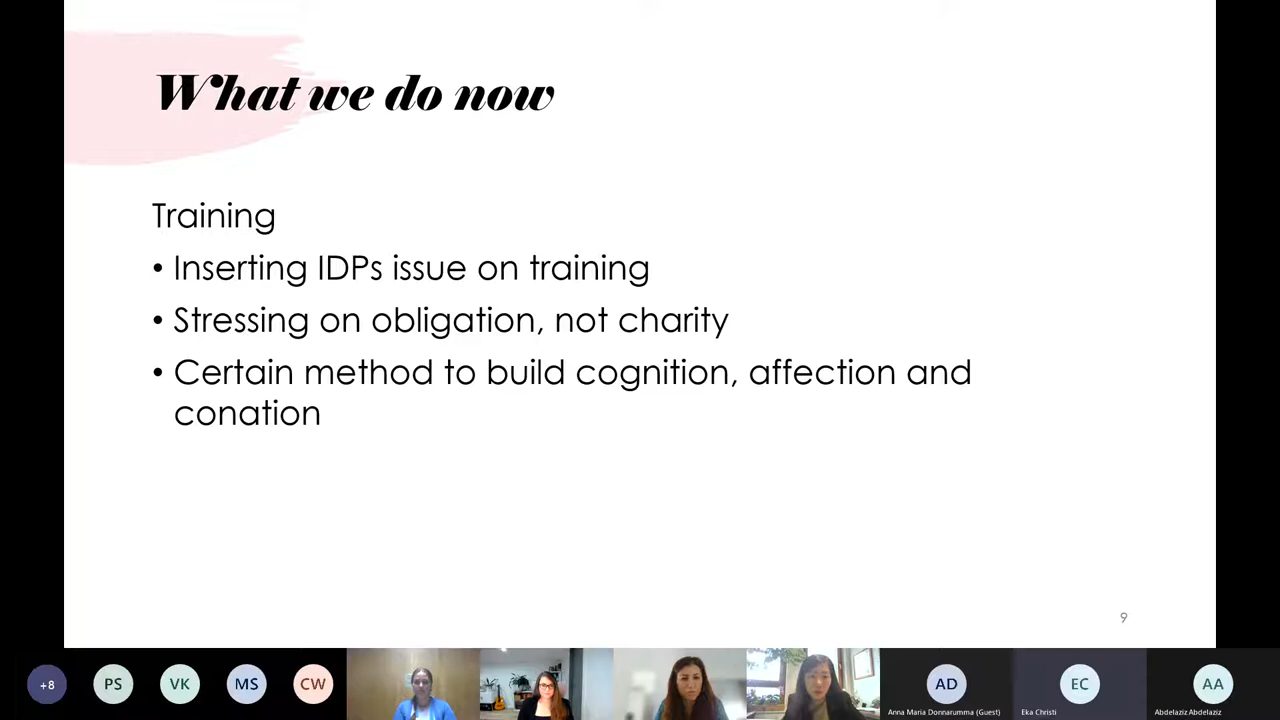 What we do now
Training
• Inserting IDPs issue on training
• Stressing on obligation, not charity
• Certain method to build cognition, affection and
conation
9
+8
PS
VK
MS
CW
AD
Anna Maria Donnarumma (Guest)
EC
Eka Christi
AA
Abdelaziz Abdelaziz